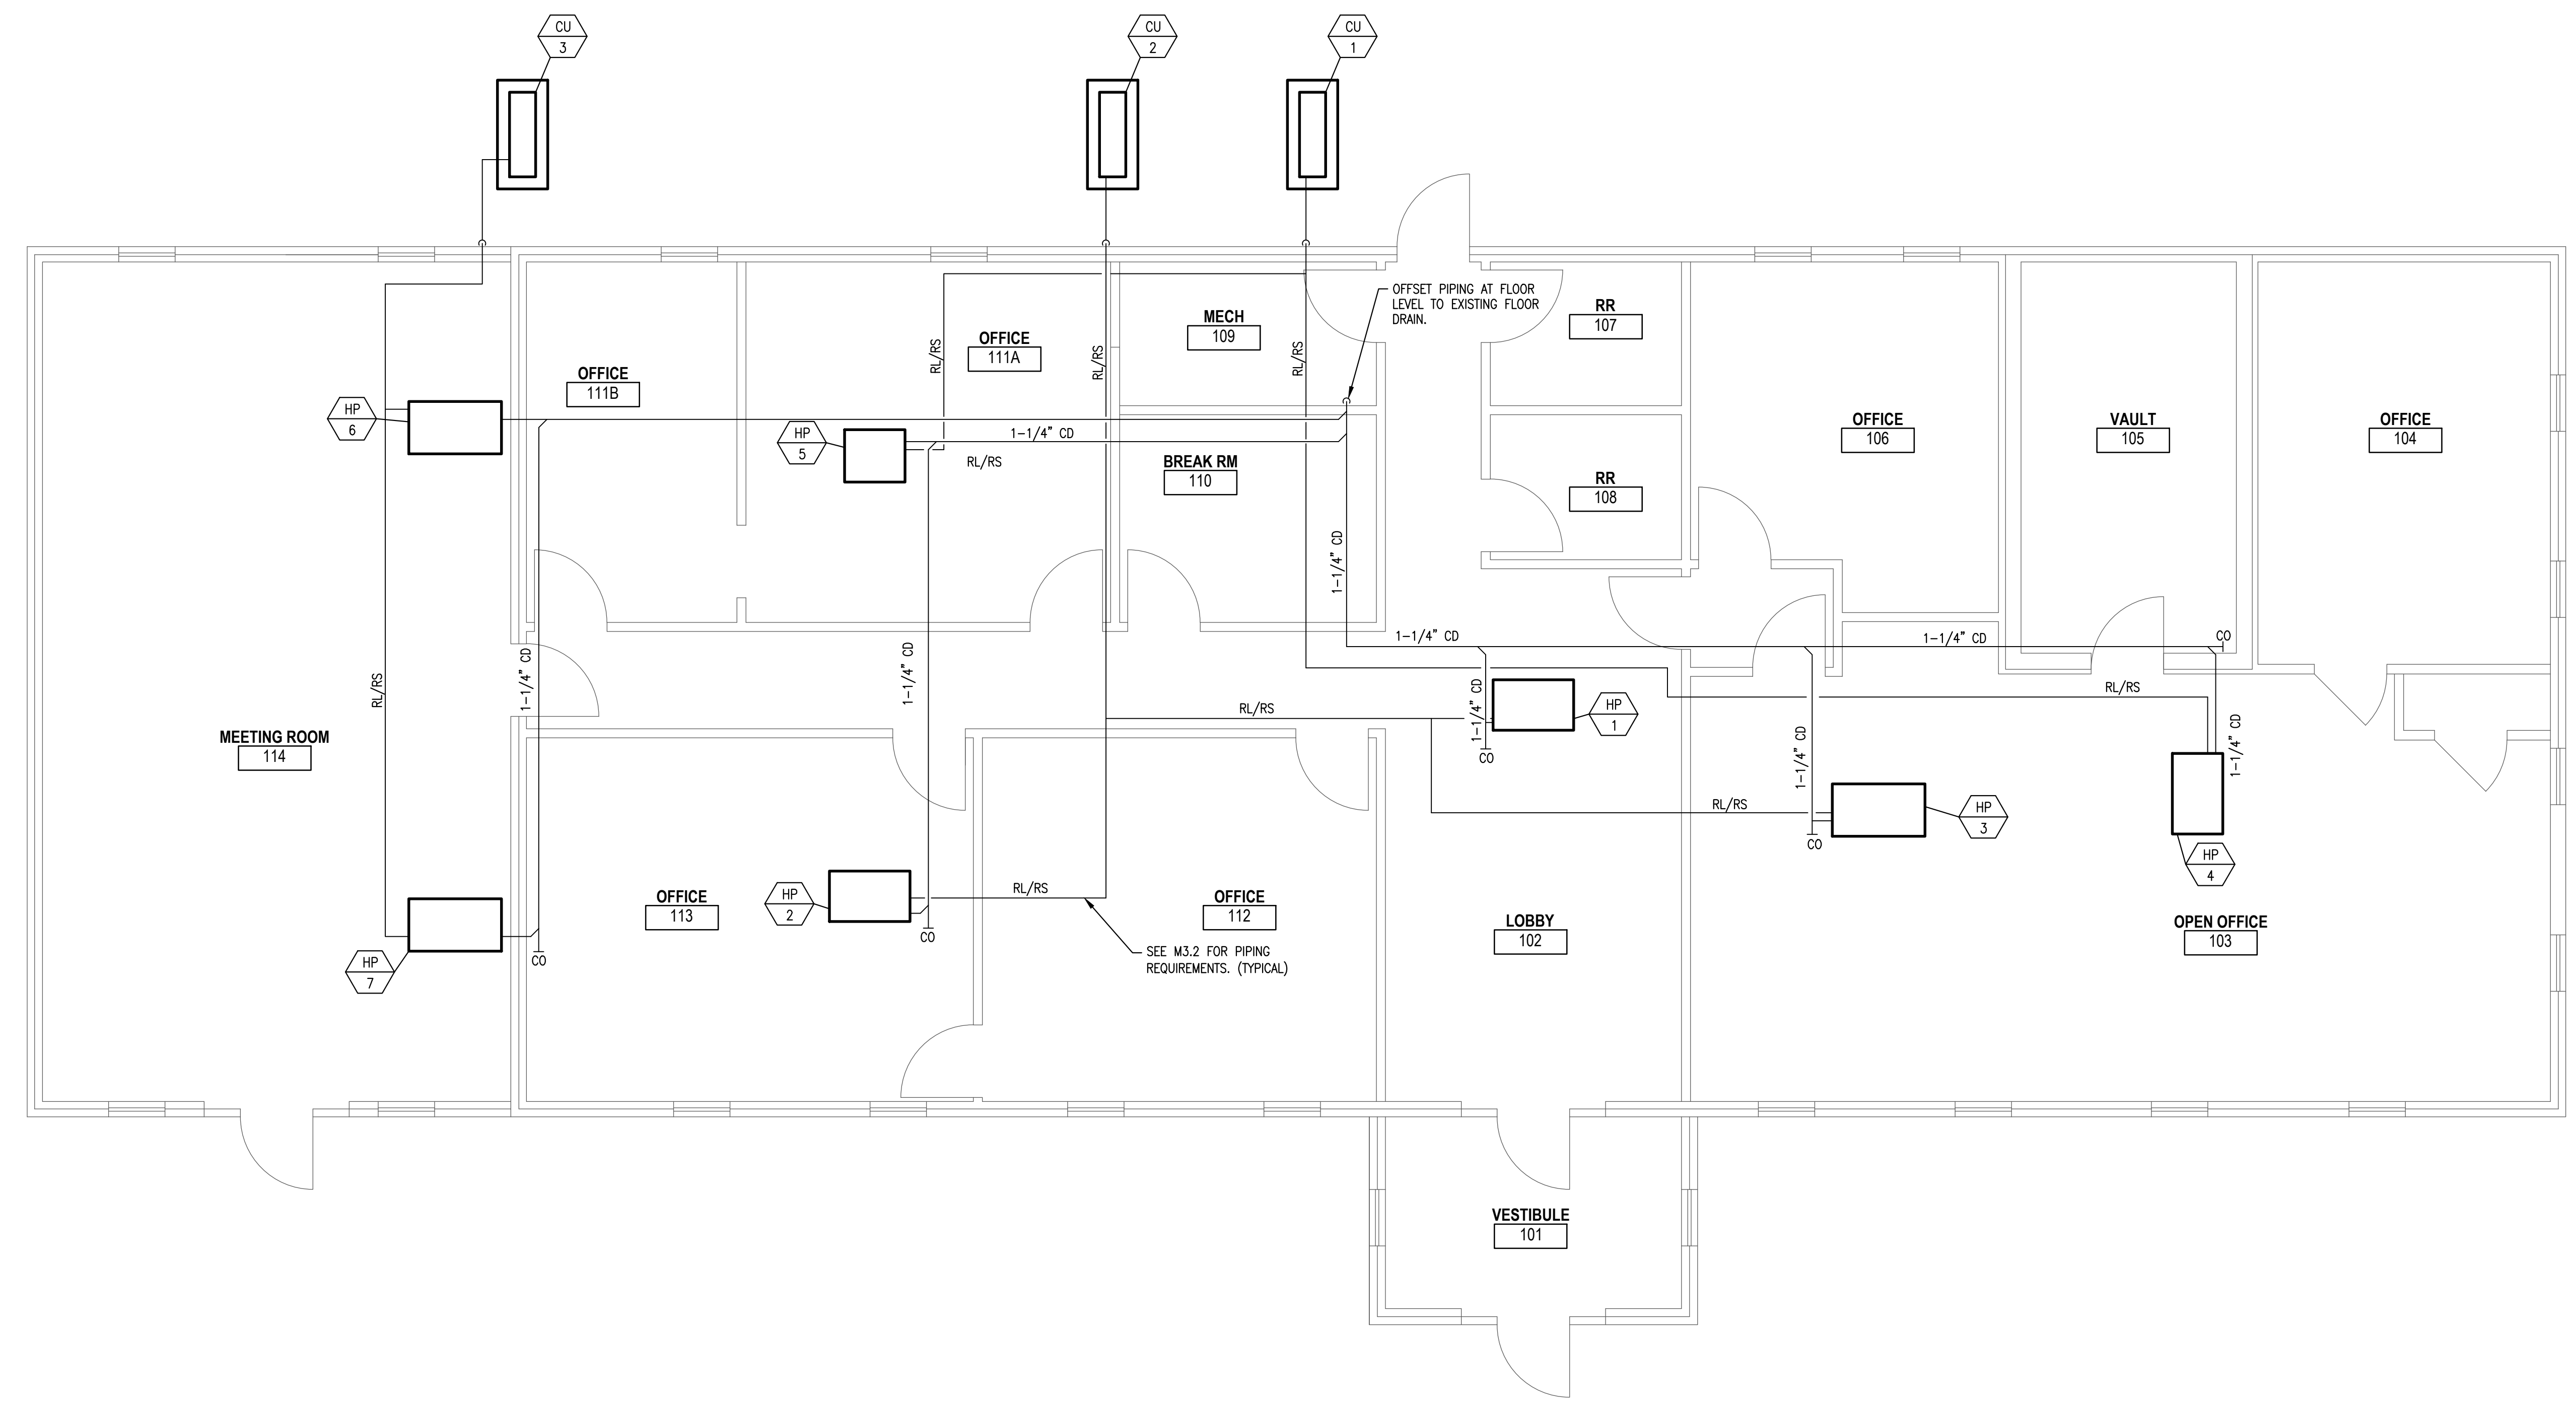 CU
3
CU
2
CU
1
OFFSET PIPING AT FLOOR
LEVEL TO EXISTING FLOOR
DRAIN.
RR
107
MECH
109
OFFICE
111A
RL/RS
RL/RS
RL/RS
OFFICE
111B
HP
6
HP
5
1-1/4" CD
RL/RS
BREAK RM
110
RR
108
OFFICE
106
VAULT
105
OFFICE
104
1-1/4" CD
1-1/4" CD
1-1/4" CD
CO
RL/RS
1-1/4" CD
1-1/4" CD
RL/RS
1-1/4" CD
CO
HP
1
RL/RS
1-1/4" CD
1-1/4" CD
MEETING ROOM
114
RL/RS
CO
HP
3
HP
4
HP
2
RL/RS
CO
OFFICE
113
OFFICE
112
LOBBY
102
OPEN OFFICE
103
HP
7
CO
SEE M3.2 FOR PIPING
REQUIREMENTS. (TYPICAL)
VESTIBULE
101